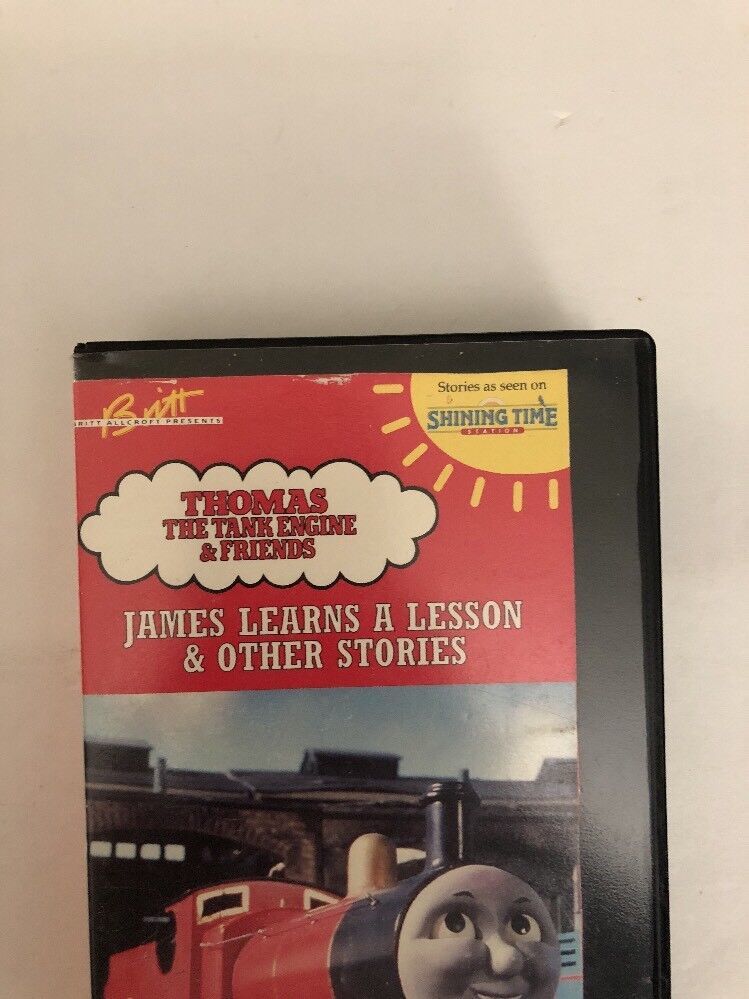 Britt
BRITT ALLCROFT PRESENTS
Stories as seen on
SHINING TIME
STATION
THOMAS
THE TANK ENGINE
& FRIENDS
JAMES LEARNS A LESSON
& OTHER STORIES